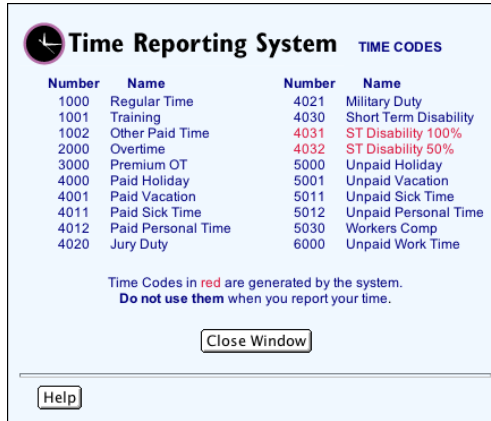 Time Reporting System TIME CODES
Number Name Number Name
1000 Regular Time 4021 Military Duty
1001 Training 4030 Short Term Disability
1002 Other Paid Time 4031 ST Disability 100%
2000 Overtime 4032 ST Disability 50%
3000 Premium OT 5000 Unpaid Holiday
4000 Paid Holiday 5001 Unpaid Vacation
4001 Paid Vacation 5011 Unpaid Sick Time
4011 Paid Sick Time 5012 Unpaid Personal Time
4012 Paid Personal Time 5030 Workers Comp
4020 Jury Duty 6000 Unpaid Work Time
Time Codes in red are generated by the system.
Do not use them when you report your time.
Close Window
Help